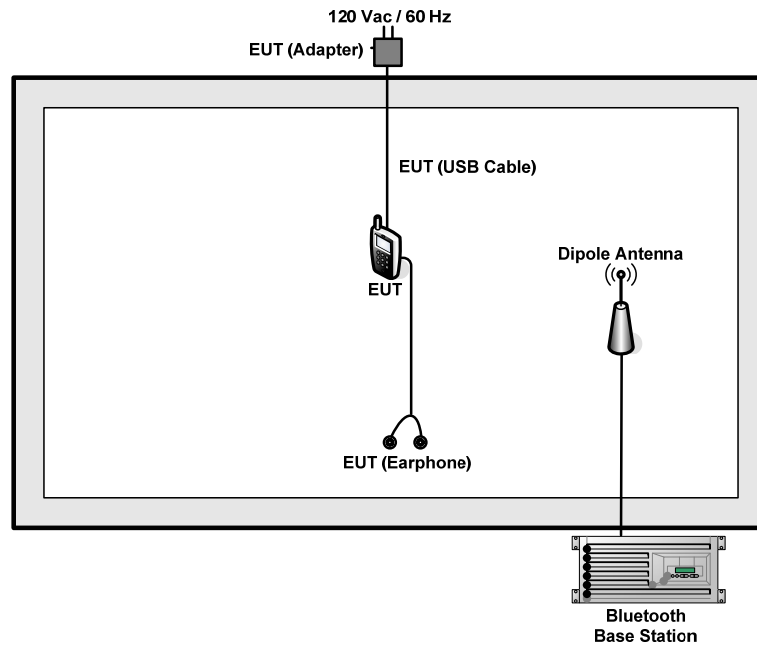 120 Vac / 60 Hz
EUT (Adapter)
EUT (USB Cable)
Dipole Antenna
EUT
EUT (Earphone)
Bluetooth
Base Station